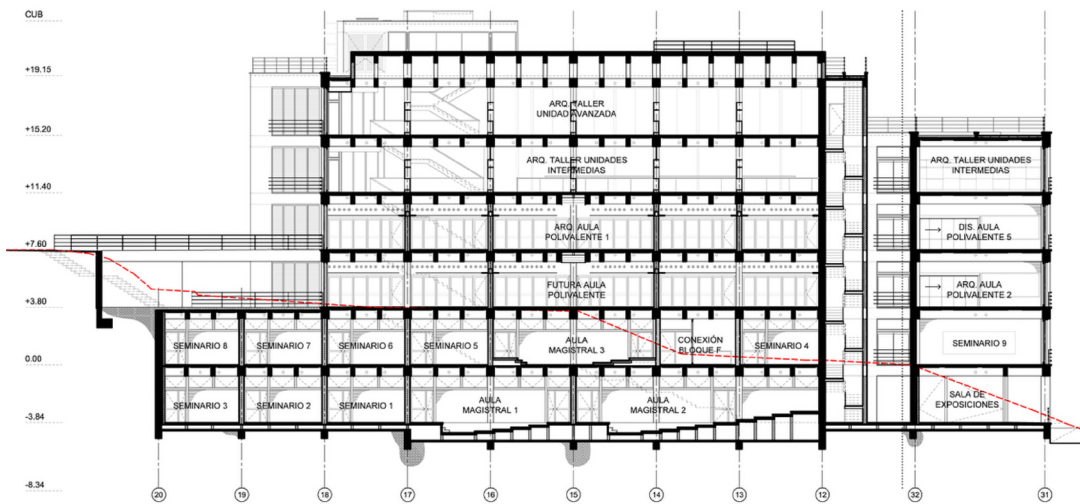 CUB
+19.15
ARQ. TALLER
UNIDAD AVANZADA
+15.20
ARQ. TALLER UNIDADES
INTERMEDIAS
ARQ. TALLER UNIDADES
INTERMEDIAS
+11.40
ARQ. AULA
POLIVALENTE 1
DIS. AULA
POLIVALENTE 5
+7.60
FUTURA AULA
POLIVALENTE
ARQ. AULA
POLIVALENTE 2
+3.80
SEMINARIO 8
SEMINARIO 7
SEMINARIO 6
SEMINARIO 5
AULA
MAGISTRAL 3
CONEXIÓN
BLOQUE F
SEMINARIO 4
SEMINARIO 9
0.00
SEMINARIO 3
SEMINARIO 2
SEMINARIO 1
AULA
MAGISTRAL 1
AULA
MAGISTRAL 2
SALA DE
EXPOSICIONES
-3.84
-8.34
20
19
18
17
16
15
14
13
12
32
31